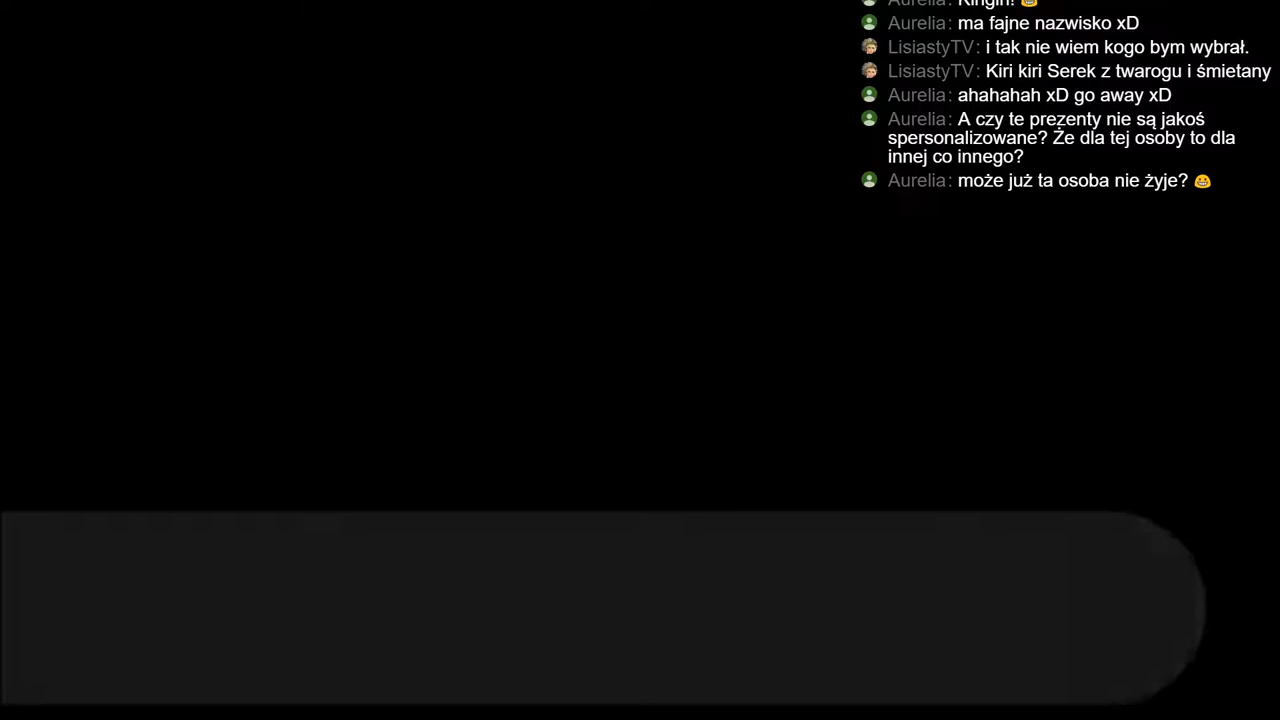 Aurelia: Kingin! 😀
Aurelia: ma fajne nazwisko xD
LisiastyTV: i tak nie wiem kogo bym wybrał.
LisiastyTV: Kiri kiri Serek z twarogu i śmietany
Aurelia: ahahahah xD go away xD
Aurelia: A czy te prezenty nie są jakoś
spersonalizowane? Że dla tej osoby to dla
innej co innego?
Aurelia: może już ta osoba nie żyje? 😀